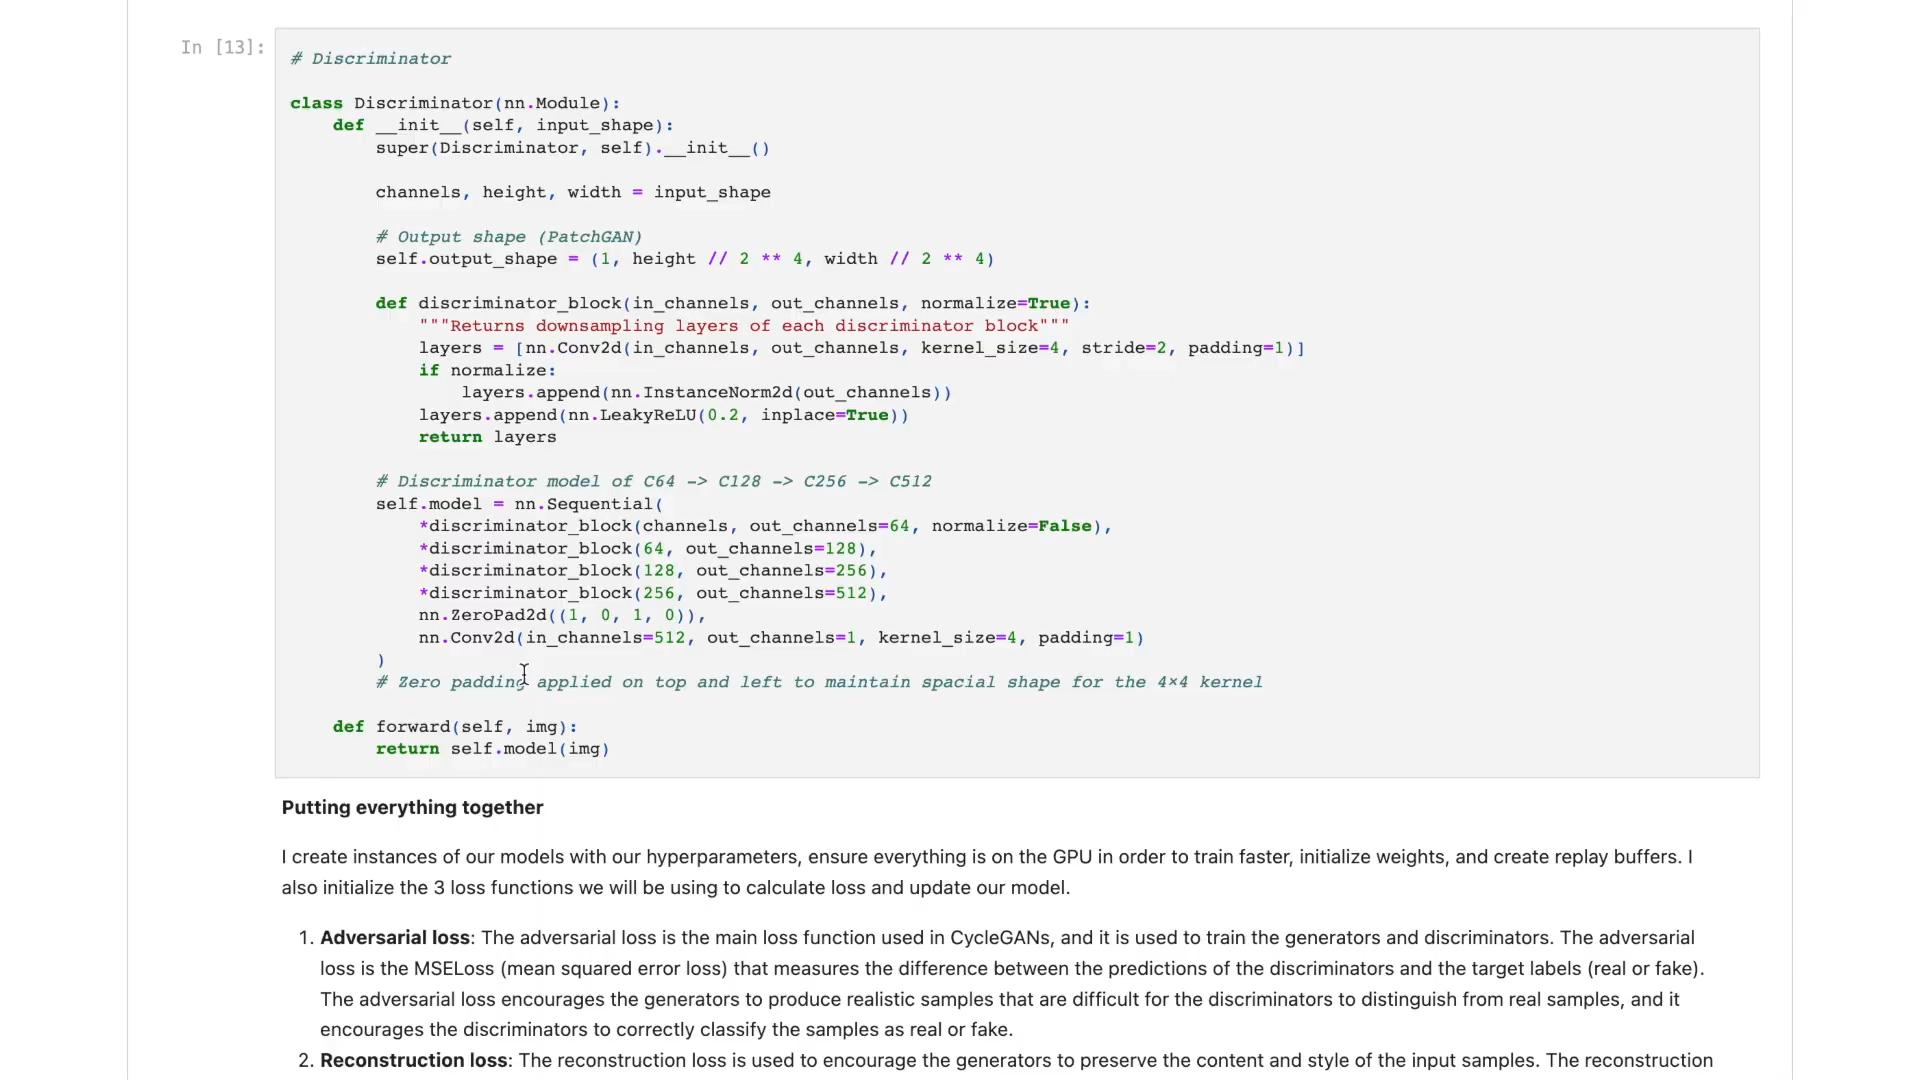 In [13]:
# Discriminator
class Discriminator(nn.Module):
    def __init__(self, input_shape):
        super(Discriminator, self).__init__()
        channels, height, width = input_shape
        # Output shape (PatchGAN)
        self.output_shape = (1, height // 2 ** 4, width // 2 ** 4)
        def discriminator_block(in_channels, out_channels, normalize=True):
            """Returns downsampling layers of each discriminator block"""
            layers = [nn.Conv2d(in_channels, out_channels, kernel_size=4, stride=2, padding=1)]
            if normalize:
                layers.append(nn.InstanceNorm2d(out_channels))
            layers.append(nn.LeakyReLU(0.2, inplace=True))
            return layers
        # Discriminator model of C64 -> C128 -> C256 -> C512
        self.model = nn.Sequential(
            *discriminator_block(channels, out_channels=64, normalize=False),
            *discriminator_block(64, out_channels=128),
            *discriminator_block(128, out_channels=256),
            *discriminator_block(256, out_channels=512),
            nn.ZeroPad2d((1, 0, 1, 0)),
            nn.Conv2d(in_channels=512, out_channels=1, kernel_size=4, padding=1)
        )
        # Zero padding applied on top and left to maintain spacial shape for the 4×4 kernel
    def forward(self, img):
        return self.model(img)
Putting everything together
I create instances of our models with our hyperparameters, ensure everything is on the GPU in order to train faster, initialize weights, and create replay buffers. I
also initialize the 3 loss functions we will be using to calculate loss and update our model.
1. Adversarial loss: The adversarial loss is the main loss function used in CycleGANs, and it is used to train the generators and discriminators. The adversarial
loss is the MSELoss (mean squared error loss) that measures the difference between the predictions of the discriminators and the target labels (real or fake).
The adversarial loss encourages the generators to produce realistic samples that are difficult for the discriminators to distinguish from real samples, and it
encourages the discriminators to correctly classify the samples as real or fake.
2. Reconstruction loss: The reconstruction loss is used to encourage the generators to preserve the content and style of the input samples. The reconstruction